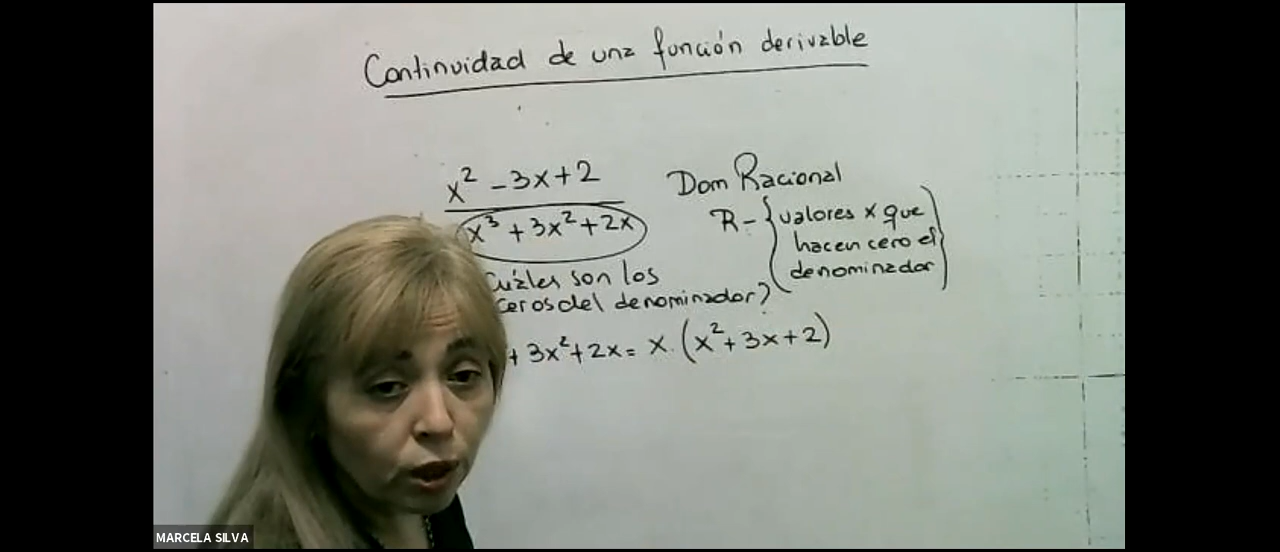 Continuidad de una función derivable
x² - 3x + 2
x³ + 3x² + 2x
Dom Racional
R - {valores x que
hacen cero el
denominador}
cuáles son los
ceros del denominador?
+ 3x² + 2x = x. (x² + 3x + 2)
MARCELA SILVA